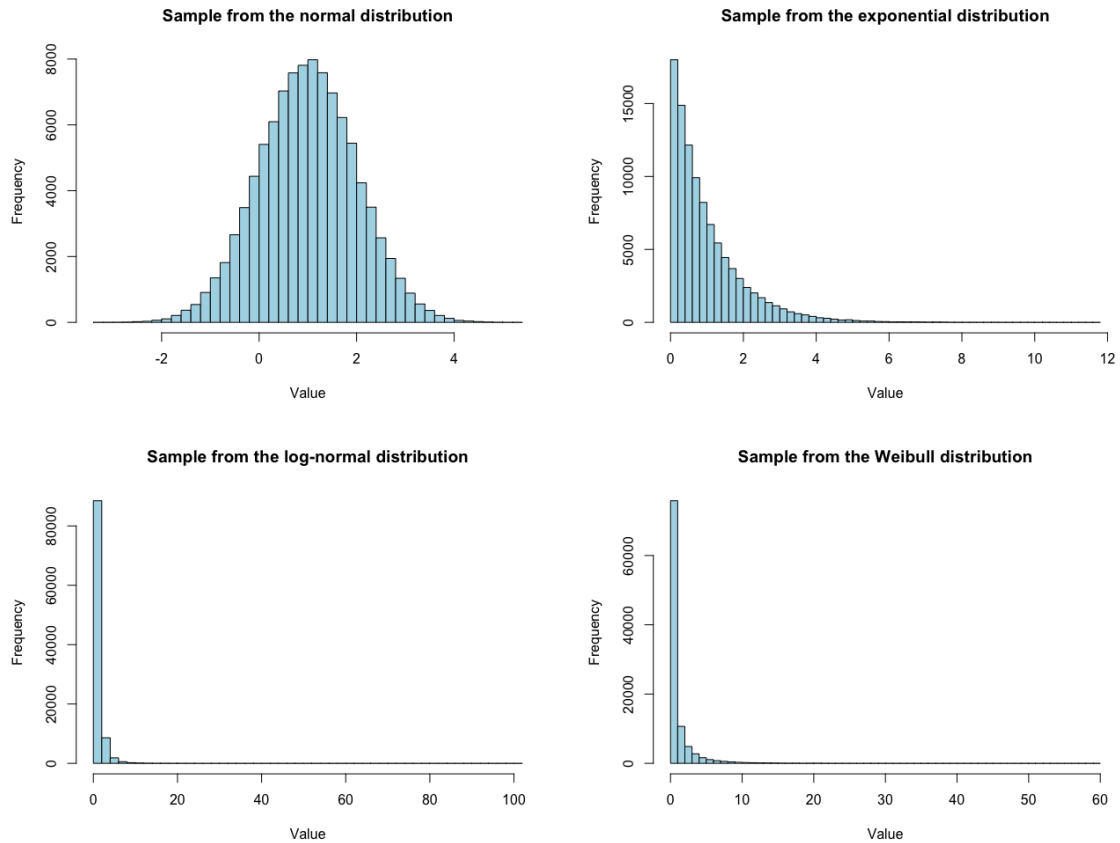 Sample from the normal distribution
Frequency
8000
6000
4000
2000
0
-2 0 2 4
Value
Sample from the exponential distribution
Frequency
15000
10000
5000
0
0 2 4 6 8 10 12
Value
Sample from the log-normal distribution
Frequency
80000
60000
40000
20000
0
0 20 40 60 80 100
Value
Sample from the Weibull distribution
Frequency
60000
40000
20000
0
0 10 20 30 40 50 60
Value